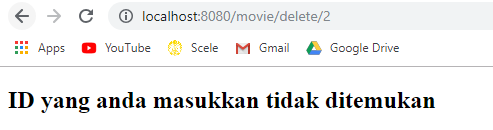 localhost:8080/movie/delete/2
Apps YouTube Scele Gmail Google Drive
ID yang anda masukkan tidak ditemukan